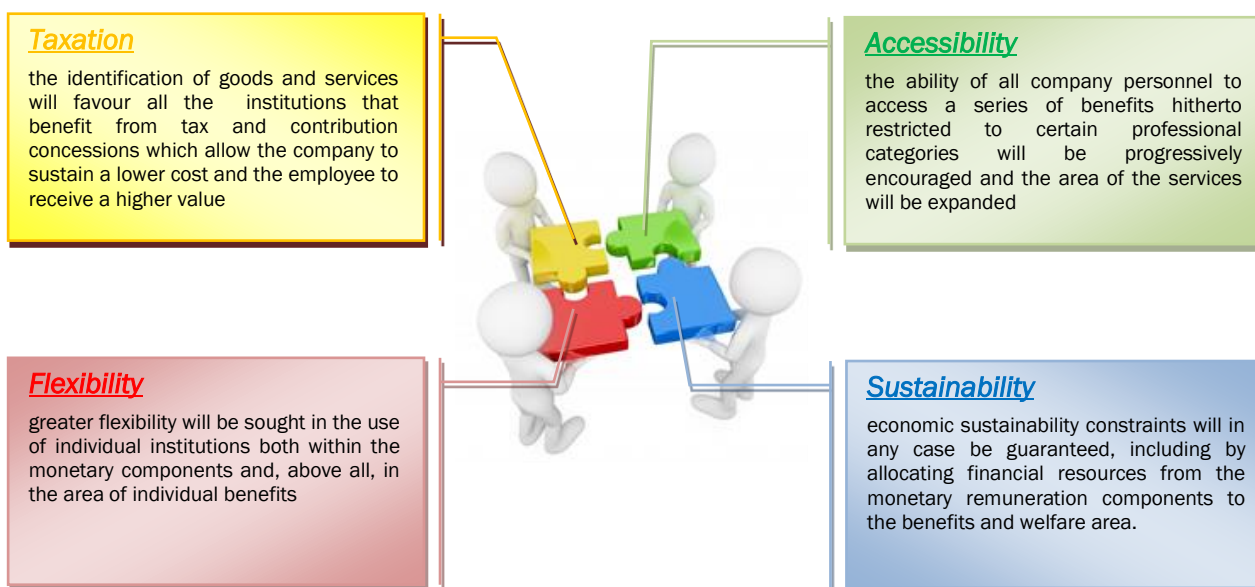 Taxation
the identification of goods and services
will favour all the institutions that
benefit from tax and contribution
concessions which allow the company to
sustain a lower cost and the employee to
receive a higher value
Accessibility
the ability of all company personnel to
access a series of benefits hitherto
restricted to certain professional
categories will be progressively
encouraged and the area of the services
will be expanded
Flexibility
greater flexibility will be sought in the use
of individual institutions both within the
monetary components and, above all, in
the area of individual benefits
Sustainability
economic sustainability constraints will in
any case be guaranteed, including by
allocating financial resources from the
monetary remuneration components to
the benefits and welfare area.